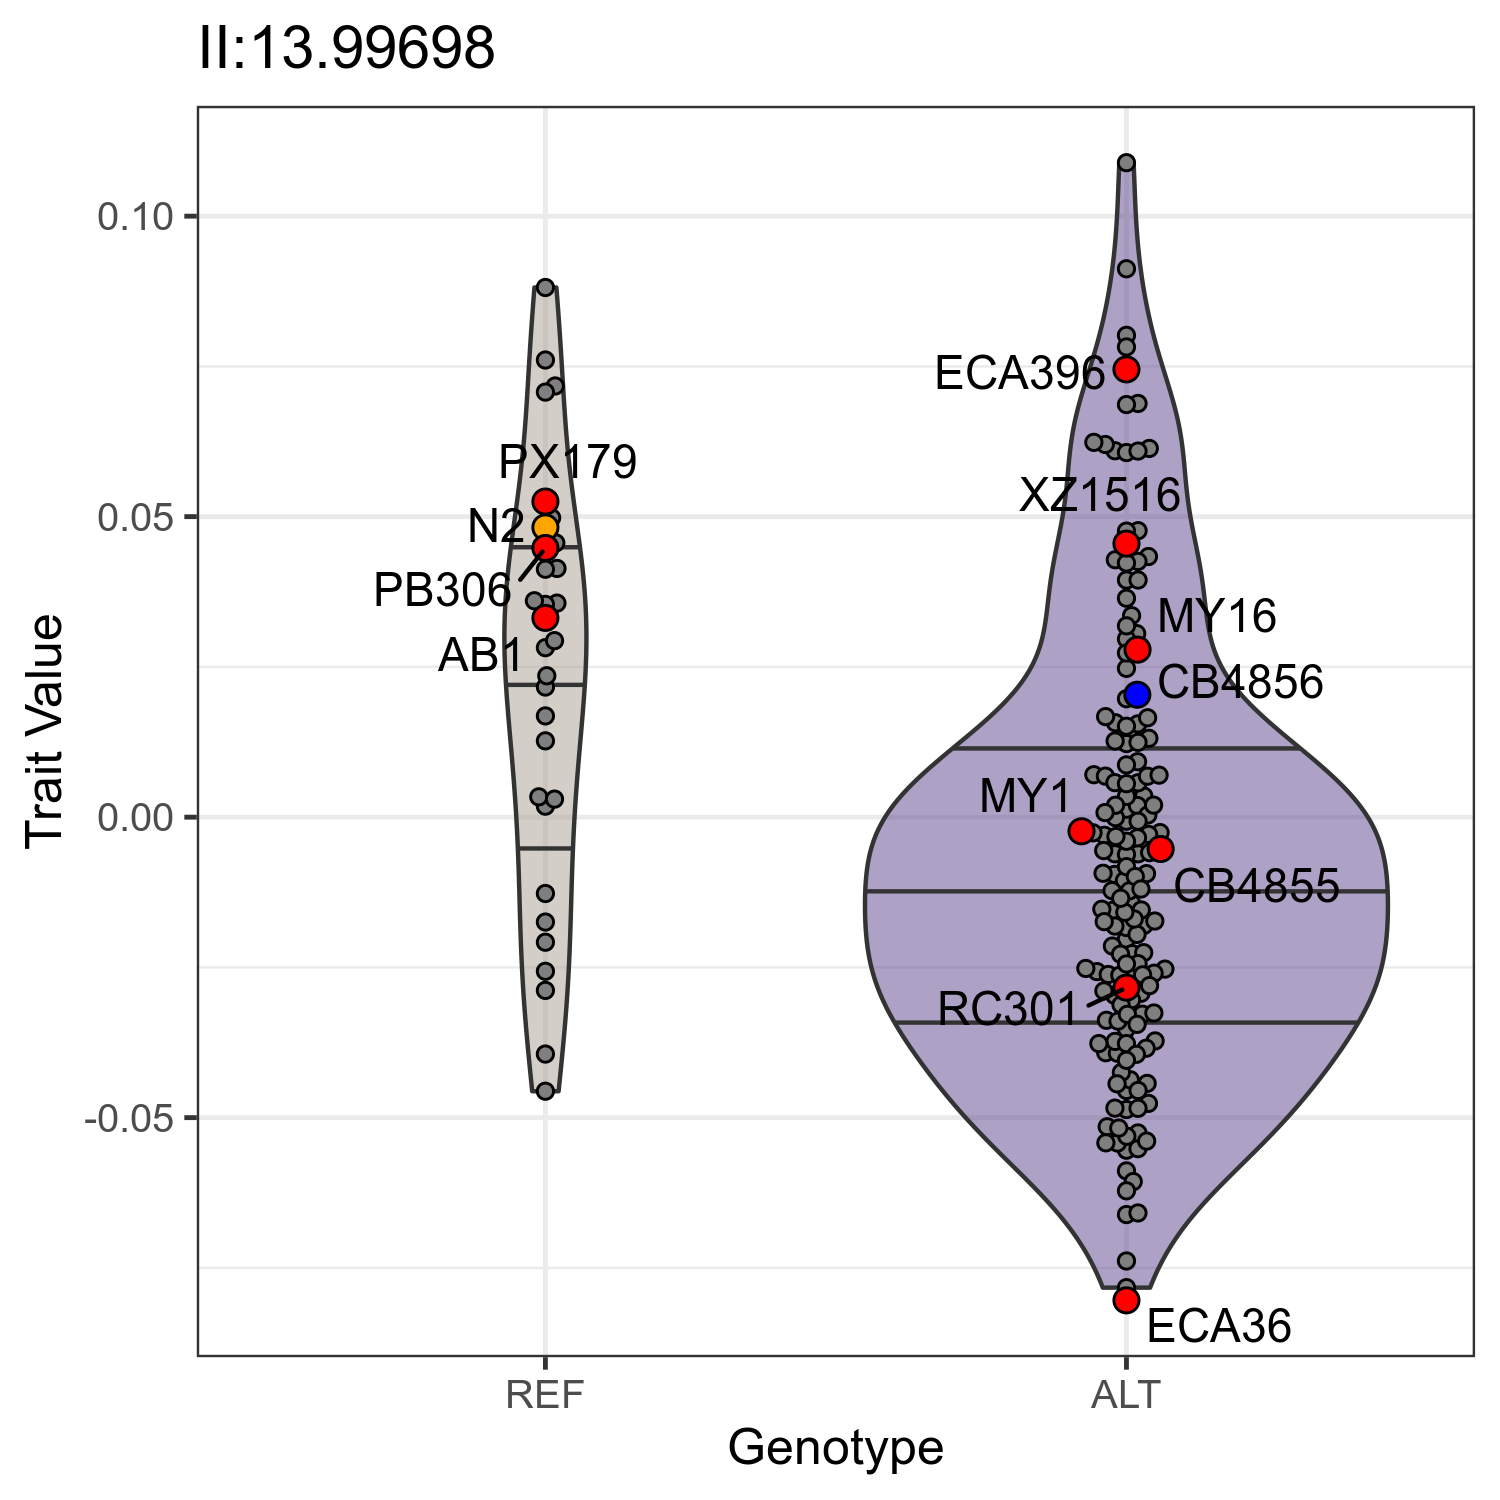 II:13.99698
Trait Value
0.10
0.05
0.00
-0.05
PX179
N2
PB306
AB1
ECA396
XZ1516
MY16
CB4856
MY1
CB4855
RC301
ECA36
REF
ALT
Genotype